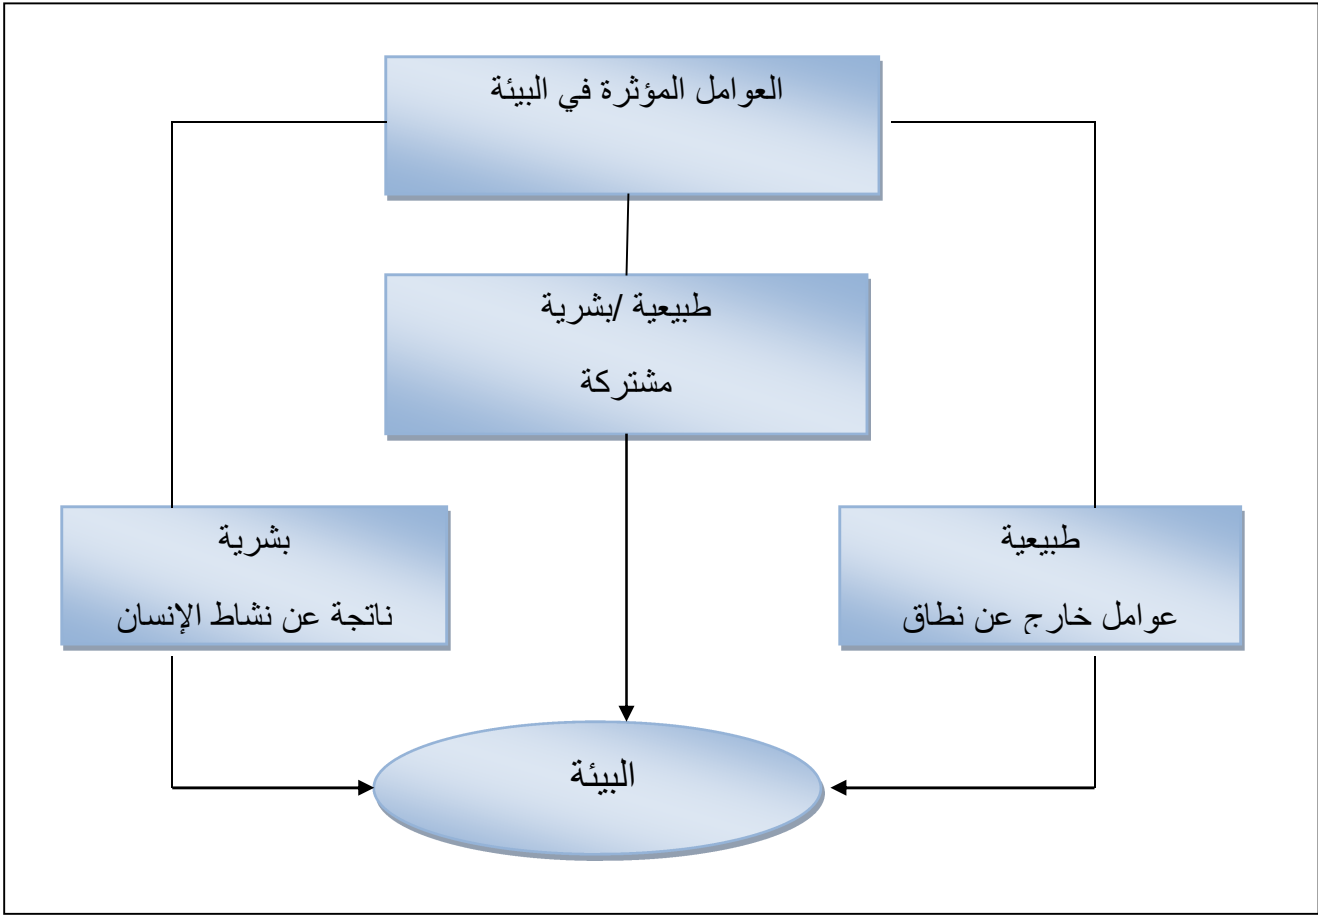 العوامل المؤثرة في البيئة
طبيعية /بشرية
مشتركة
طبيعية
عوامل خارج عن نطاق
بشرية
ناتجة عن نشاط الإنسان
البيئة